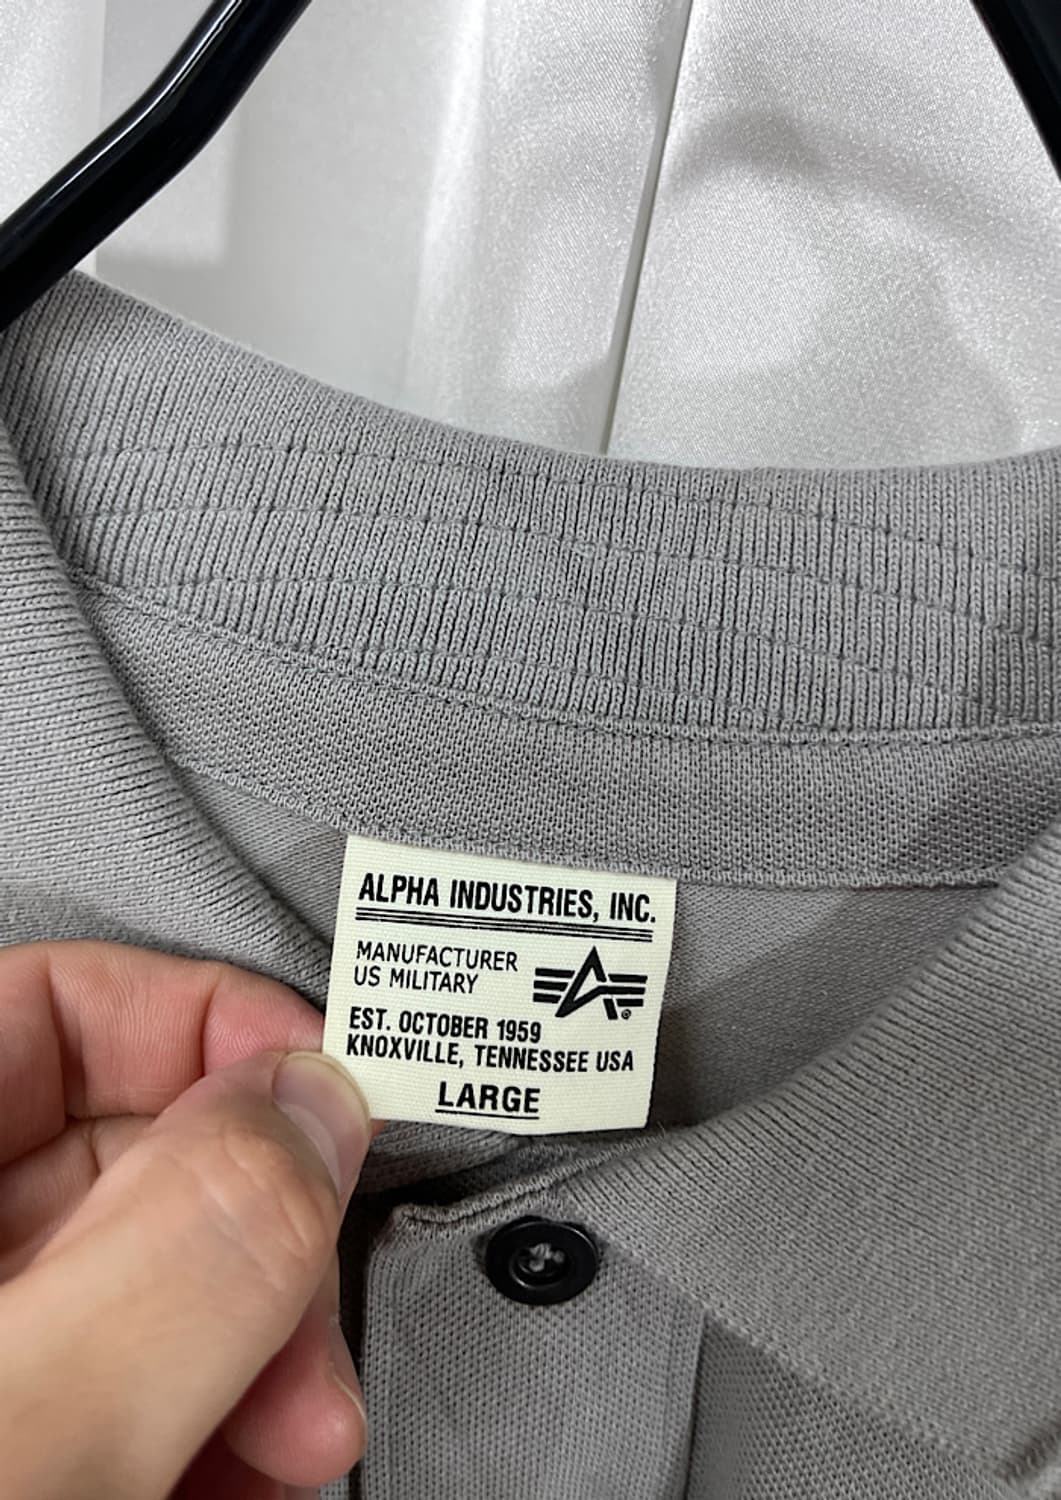 ALPHA INDUSTRIES, INC.
MANUFACTURER
US MILITARY
EST. OCTOBER 1959
KNOXVILLE, TENNESSEE USA
LARGE